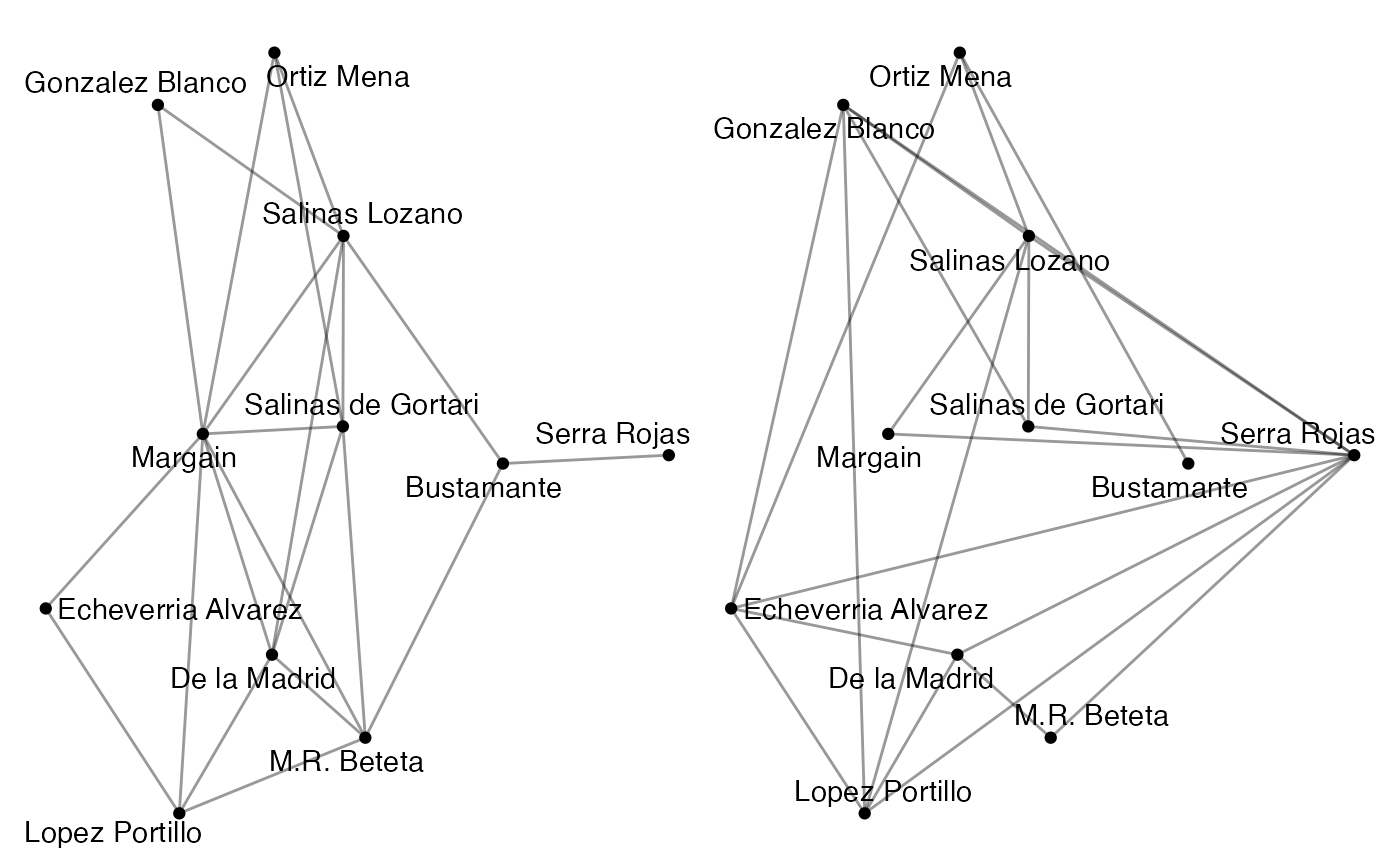 Ortiz Mena
Gonzalez Blanco
Salinas Lozano
Salinas de Gortari
Serra Rojas
Margain
Bustamante
Echeverria Alvarez
De la Madrid
M.R. Beteta
Lopez Portillo
Ortiz Mena
Gonzalez Blanco
Salinas Lozano
Salinas de Gortari
Serra Rojas
Margain
Bustamante
Echeverria Alvarez
De la Madrid
M.R. Beteta
Lopez Portillo